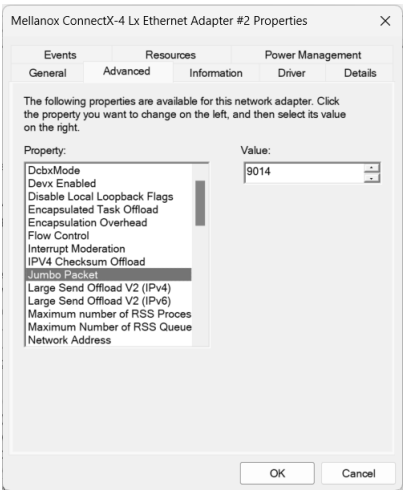 Mellanox ConnectX-4 Lx Ethernet Adapter #2 Properties
Events Resources Power Management
General Advanced Information Driver Details
The following properties are available for this network adapter. Click
the property you want to change on the left, and then select its value
on the right.
Property: Value:
DcbxMode
9014
Devx Enabled
Disable Local Loopback Flags
Encapsulated Task Offload
Encapsulation Overhead
Flow Control
Interrupt Moderation
IPV4 Checksum Offload
Jumbo Packet
Large Send Offload V2 (IPv4)
Large Send Offload V2 (IPv6)
Maximum number of RSS Proces
Maximum Number of RSS Queue
Network Address
OK Cancel